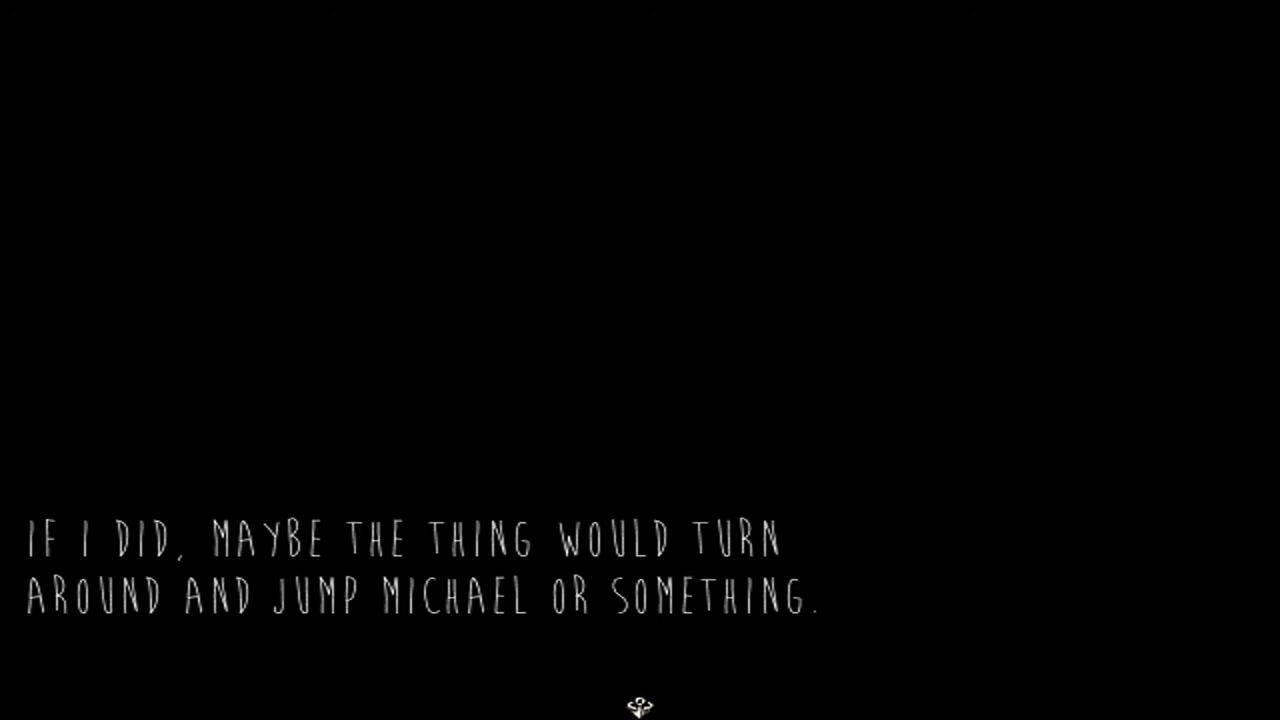 IF I DID, MAYBE THE THING WOULD TURN
AROUND AND JUMP MICHAEL OR SOMETHING.